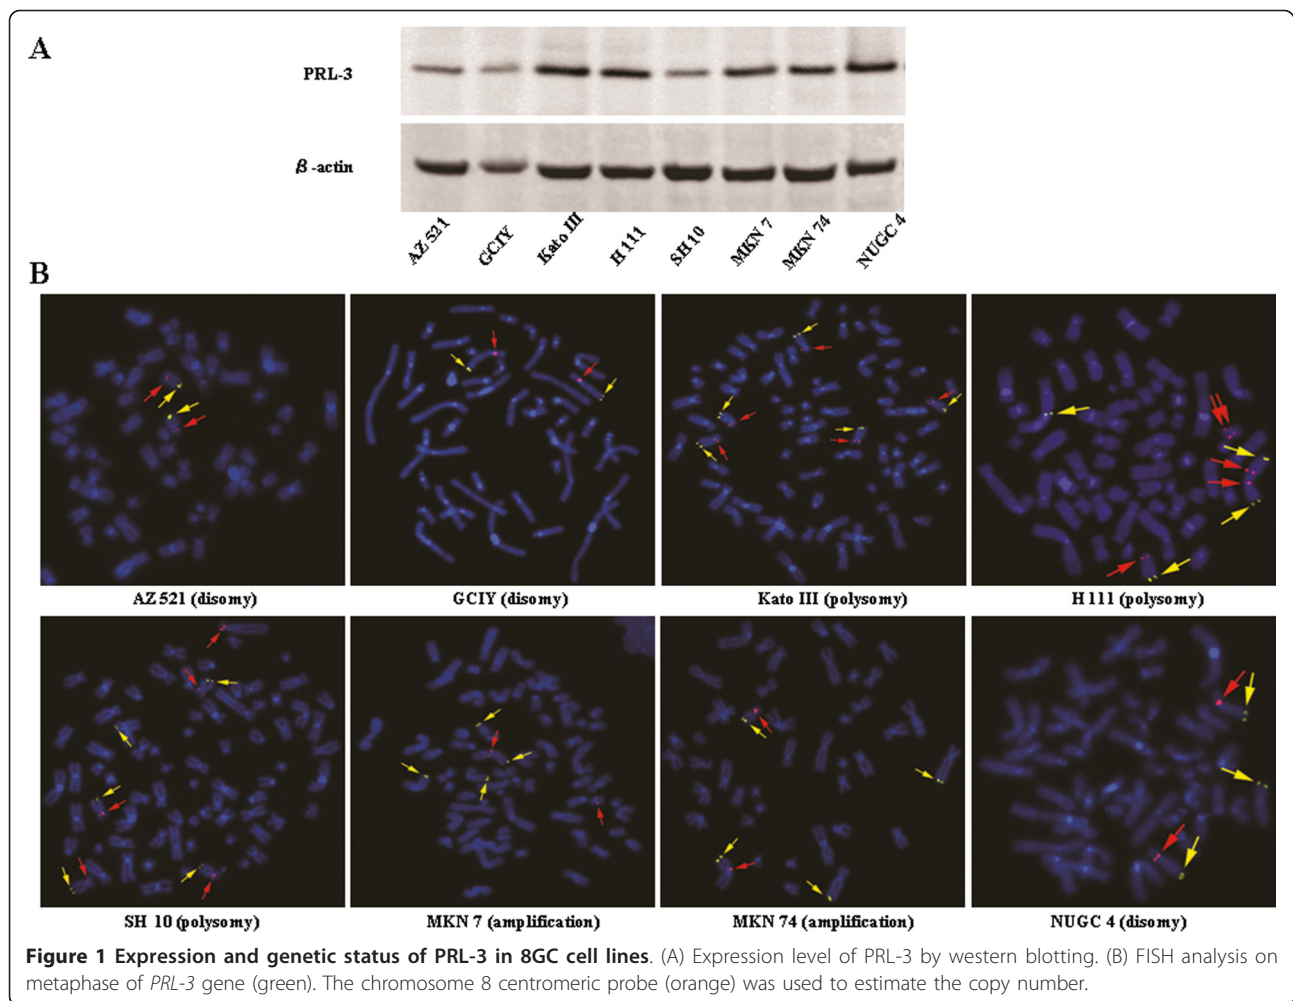 A
PRL-3
β-actin
AZ 521 GCIY Kato III H 111 SH 10 MKN 7 MKN 74 NUGC 4
B
AZ 521 (disomy) GCIY (disomy) Kato III (polysomy) H 111 (polysomy)
SH 10 (polysomy) MKN 7 (amplification) MKN 74 (amplification) NUGC 4 (disomy)
Figure 1 Expression and genetic status of PRL-3 in 8GC cell lines. (A) Expression level of PRL-3 by western blotting. (B) FISH analysis on
metaphase of PRL-3 gene (green). The chromosome 8 centromeric probe (orange) was used to estimate the copy number.